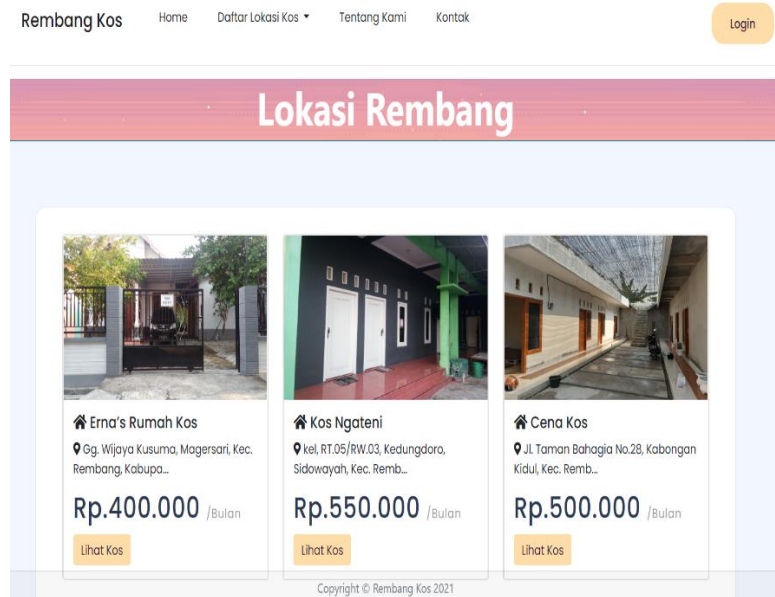 Rembang Kos Home Daftar Lokasi Kos Tentang Kami Kontak Login
Lokasi Rembang
Erna's Rumah Kos
Gg. Wijaya Kusuma, Magersari, Kec.
Rembang, Kabupa...
Rp.400.000 /Bulan
Lihat Kos
Kos Ngateni
kel, RT.05/RW.03, Kedungdoro,
Sidowayah, Kec. Remb...
Rp.550.000 /Bulan
Lihat Kos
Cena Kos
Jl. Taman Bahagia No.28, Kabongan
Kidul, Kec. Remb...
Rp.500.000 /Bulan
Lihat Kos
Copyright © Rembang Kos 2021